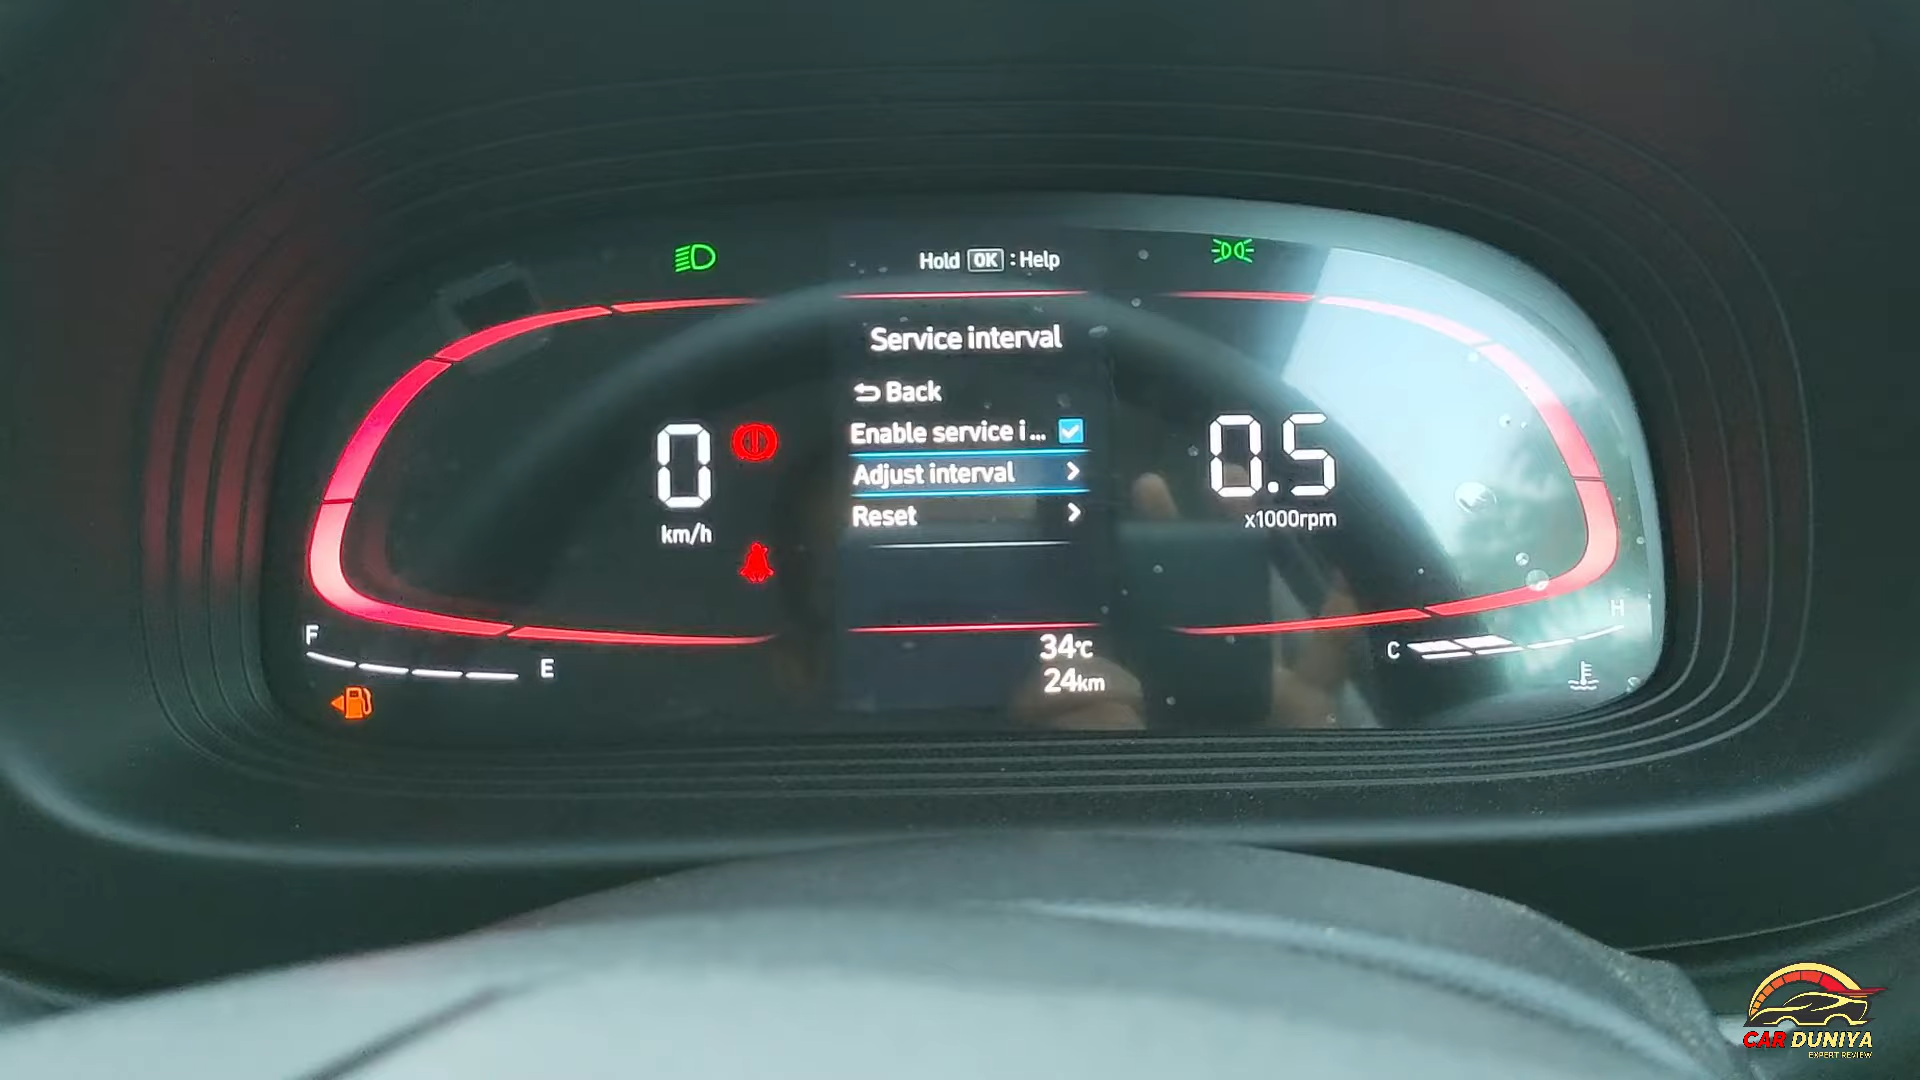 Hold OK : Help
Service interval
Back
Enable service i ...
Adjust interval
Reset
0
km/h
0.5
x1000rpm
F
E
34°C
24km
C
H
CAR DUNIYA
EXPERT REVIEW